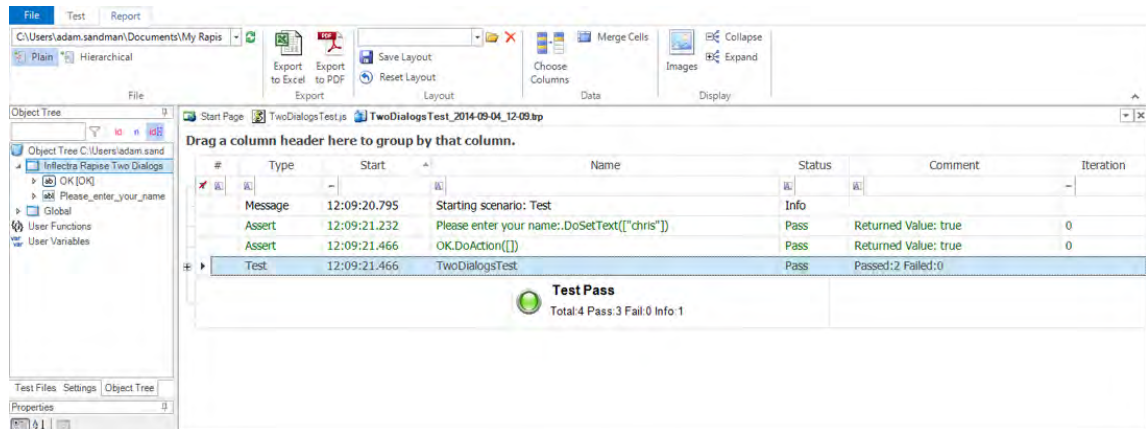 File Test Report
C:\Users\adam.sandman\Documents\My Rapis
Plain Hierarchical
Export to Excel
Export to PDF
Save Layout
Reset Layout
Choose Columns
Merge Cells
Images
Collapse
Expand
File Export Layout Data Display
Object Tree
Start Page TwoDialogsTest.js TwoDialogsTest_2014-09-04_12-09.trp
id n id
Drag a column header here to group by that column.
Object Tree C:\Users\adam.sand
Inflectra Rapise Two Dialogs
OK [OK]
Please_enter_your_name
Global
User Functions
User Variables
# Type Start Name Status Comment Iteration
Message 12:09:20.795 Starting scenario: Test Info
Assert 12:09:21.232 Please enter your name:.DoSetText(["chris"]) Pass Returned Value: true 0
Assert 12:09:21.466 OK.DoAction([]) Pass Returned Value: true 0
Test 12:09:21.466 TwoDialogsTest Pass Passed:2 Failed:0
Test Pass
Total:4 Pass:3 Fail:0 Info:1
Test Files Settings Object Tree
Properties